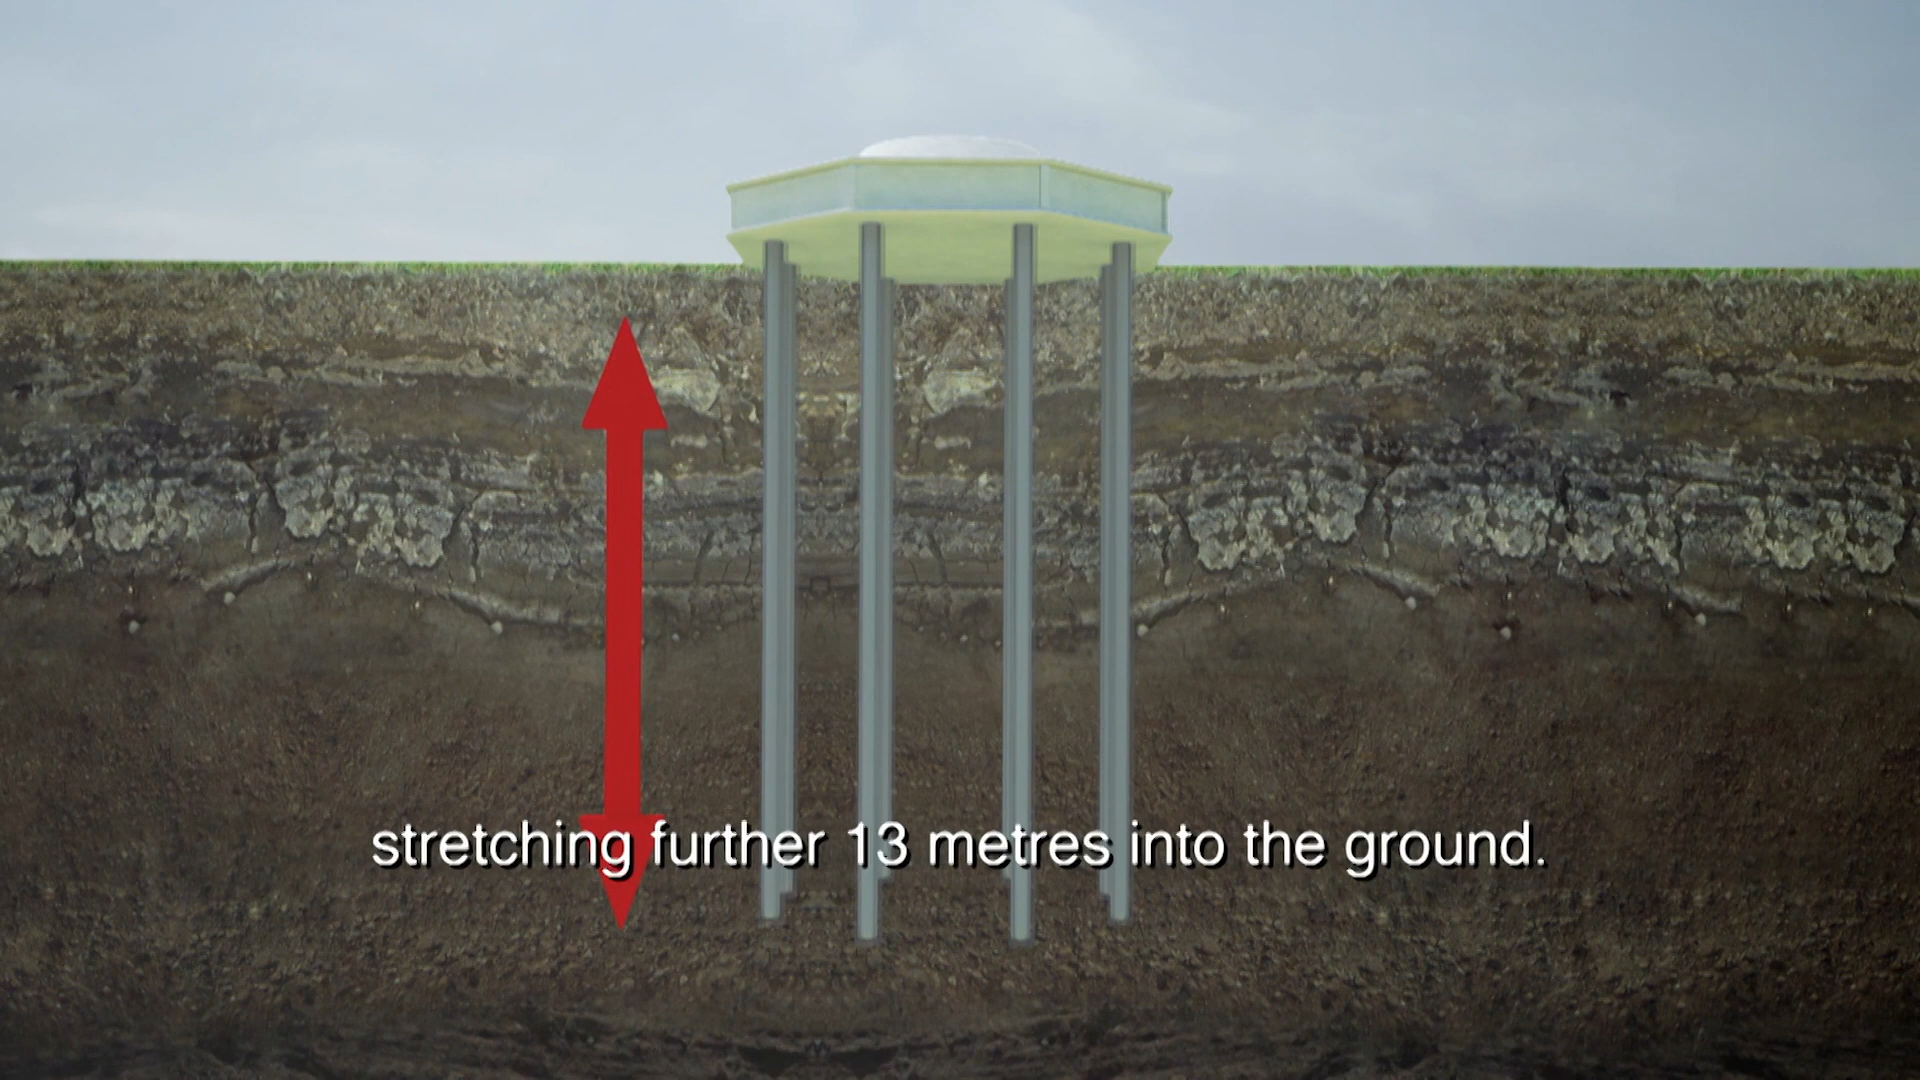 stretching further 13 metres into the ground.